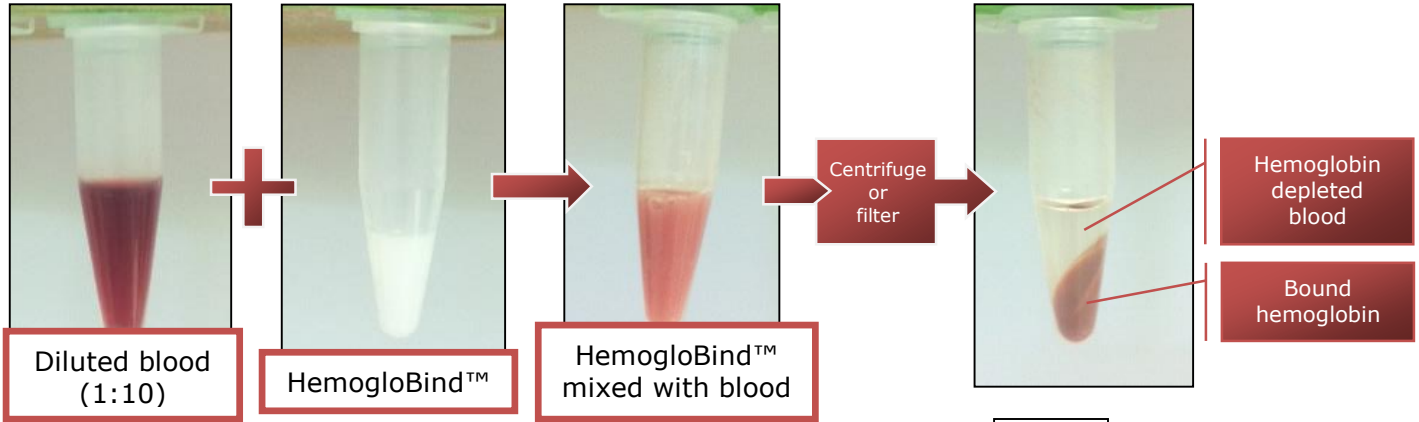 Diluted blood
(1:10)
HemogloBind™
HemogloBind™
mixed with blood
Centrifuge
or
filter
Hemoglobin
depleted
blood
Bound
hemoglobin